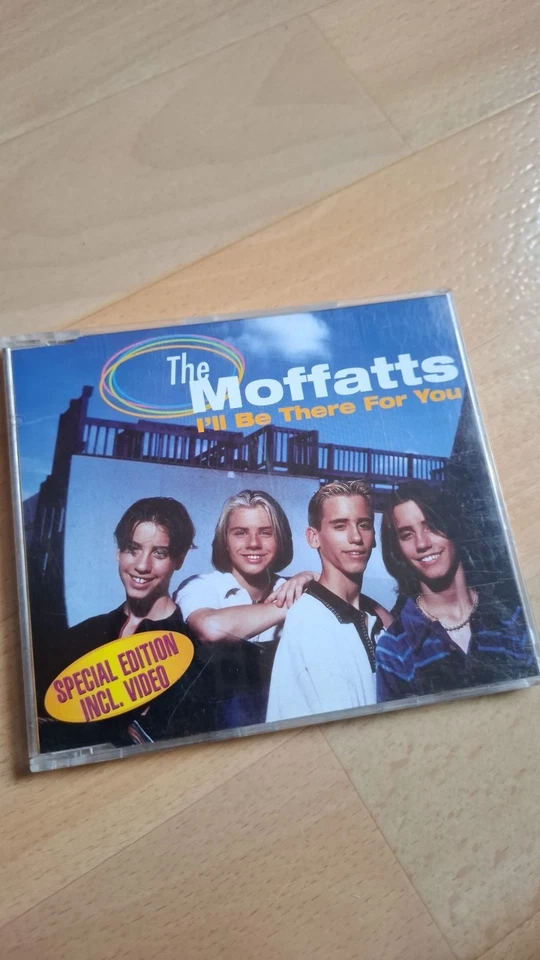 The
Moffatts
I'll Be There For You
SPECIAL EDITION
INCL. VIDEO